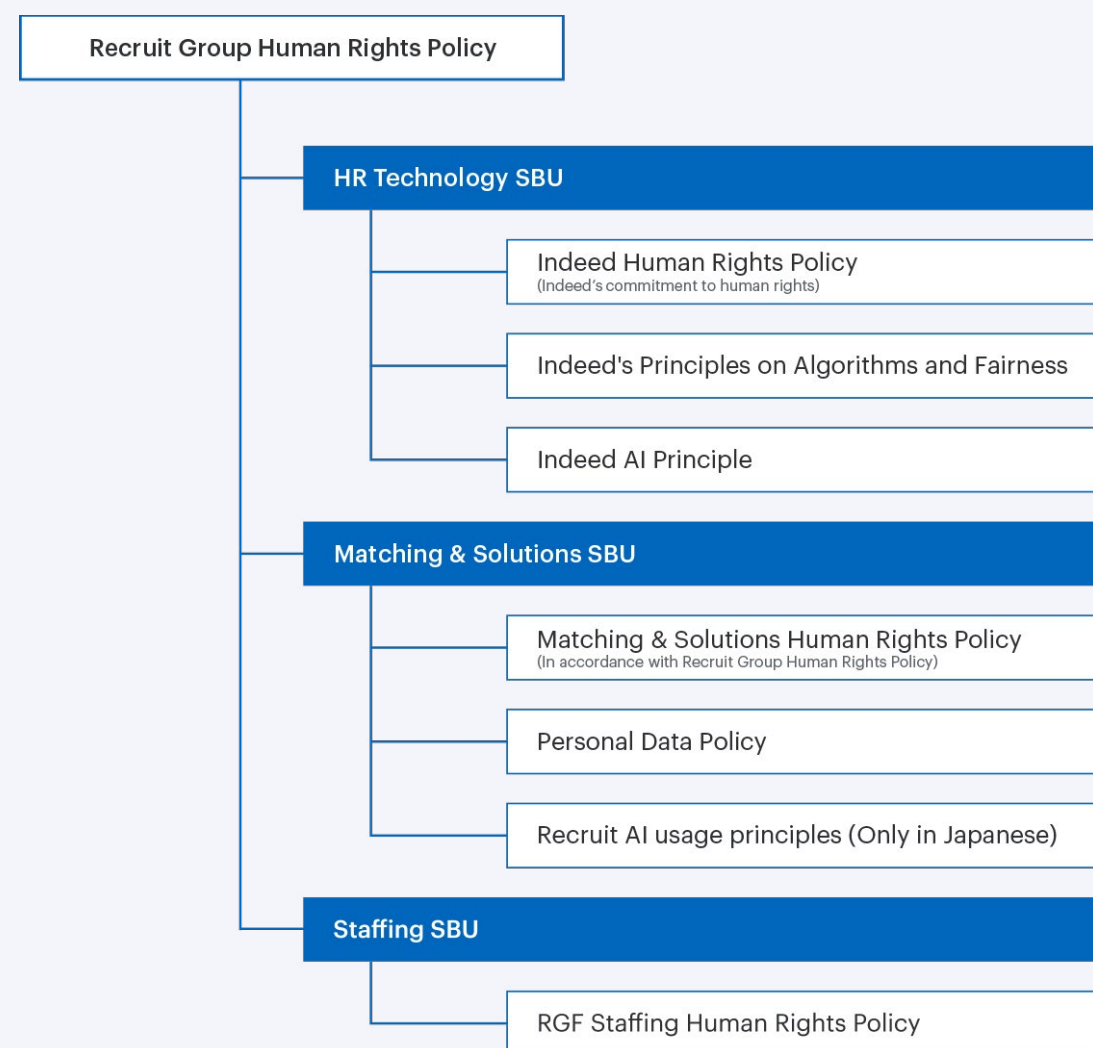 Recruit Group Human Rights Policy
HR Technology SBU
Indeed Human Rights Policy
(Indeed’s commitment to human rights)
Indeed's Principles on Algorithms and Fairness
Indeed AI Principle
Matching & Solutions SBU
Matching & Solutions Human Rights Policy
(In accordance with Recruit Group Human Rights Policy)
Personal Data Policy
Recruit AI usage principles (Only in Japanese)
Staffing SBU
RGF Staffing Human Rights Policy